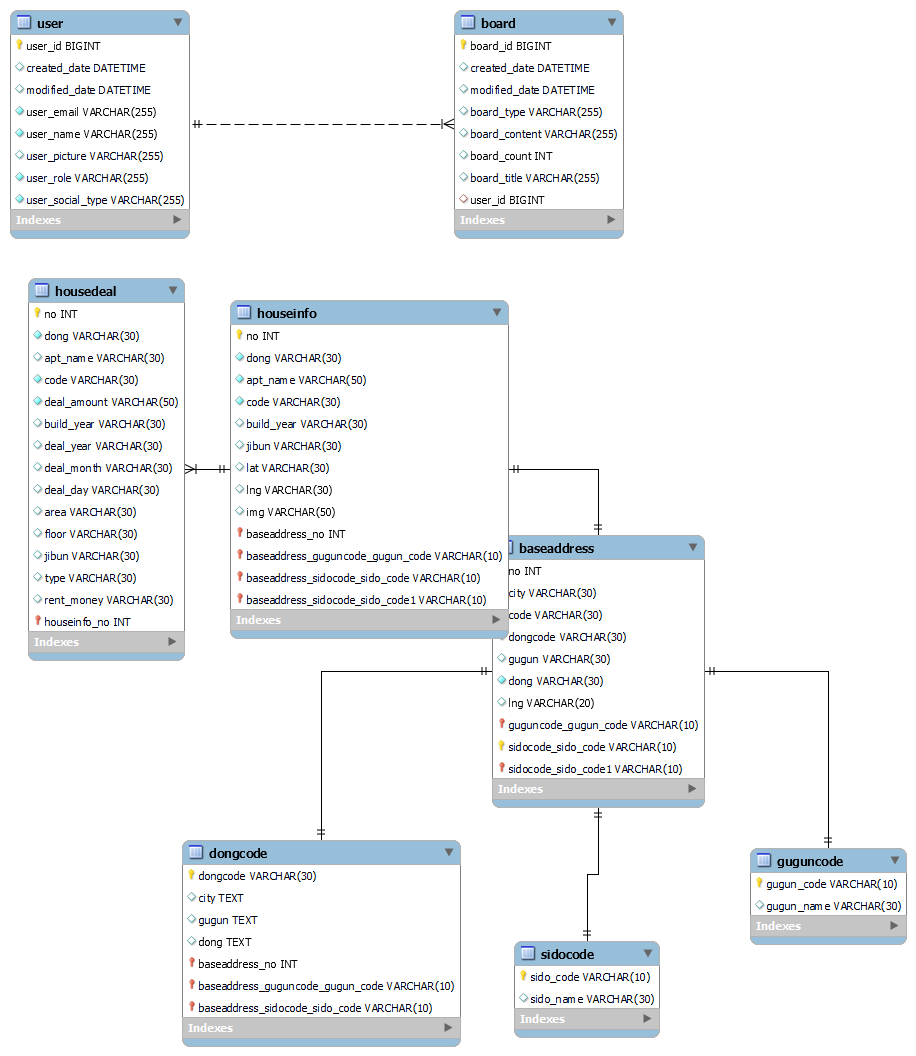 user
user_id BIGINT
created_date DATETIME
modified_date DATETIME
user_email VARCHAR(255)
user_name VARCHAR(255)
user_picture VARCHAR(255)
user_role VARCHAR(255)
user_social_type VARCHAR(255)
Indexes
board
board_id BIGINT
created_date DATETIME
modified_date DATETIME
board_type VARCHAR(255)
board_content VARCHAR(255)
board_count INT
board_title VARCHAR(255)
user_id BIGINT
Indexes
housedeal
no INT
dong VARCHAR(30)
apt_name VARCHAR(30)
code VARCHAR(30)
deal_amount VARCHAR(50)
build_year VARCHAR(30)
deal_year VARCHAR(30)
deal_month VARCHAR(30)
deal_day VARCHAR(30)
area VARCHAR(30)
floor VARCHAR(30)
jibun VARCHAR(30)
type VARCHAR(30)
rent_money VARCHAR(30)
houseinfo_no INT
Indexes
houseinfo
no INT
dong VARCHAR(30)
apt_name VARCHAR(50)
code VARCHAR(30)
build_year VARCHAR(30)
jibun VARCHAR(30)
lat VARCHAR(30)
lng VARCHAR(30)
img VARCHAR(50)
baseaddress_no INT
baseaddress_guguncode_gugun_code VARCHAR(10)
baseaddress_sidocode_sido_code VARCHAR(10)
baseaddress_sidocode_sido_code1 VARCHAR(10)
Indexes
baseaddress
no INT
city VARCHAR(30)
code VARCHAR(30)
dongcode VARCHAR(30)
gugun VARCHAR(30)
dong VARCHAR(30)
lng VARCHAR(20)
guguncode_gugun_code VARCHAR(10)
sidocode_sido_code VARCHAR(10)
sidocode_sido_code1 VARCHAR(10)
Indexes
dongcode
dongcode VARCHAR(30)
city TEXT
gugun TEXT
dong TEXT
baseaddress_no INT
baseaddress_guguncode_gugun_code VARCHAR(10)
baseaddress_sidocode_sido_code VARCHAR(10)
Indexes
sidocode
sido_code VARCHAR(10)
sido_name VARCHAR(30)
Indexes
guguncode
gugun_code VARCHAR(10)
gugun_name VARCHAR(30)
Indexes